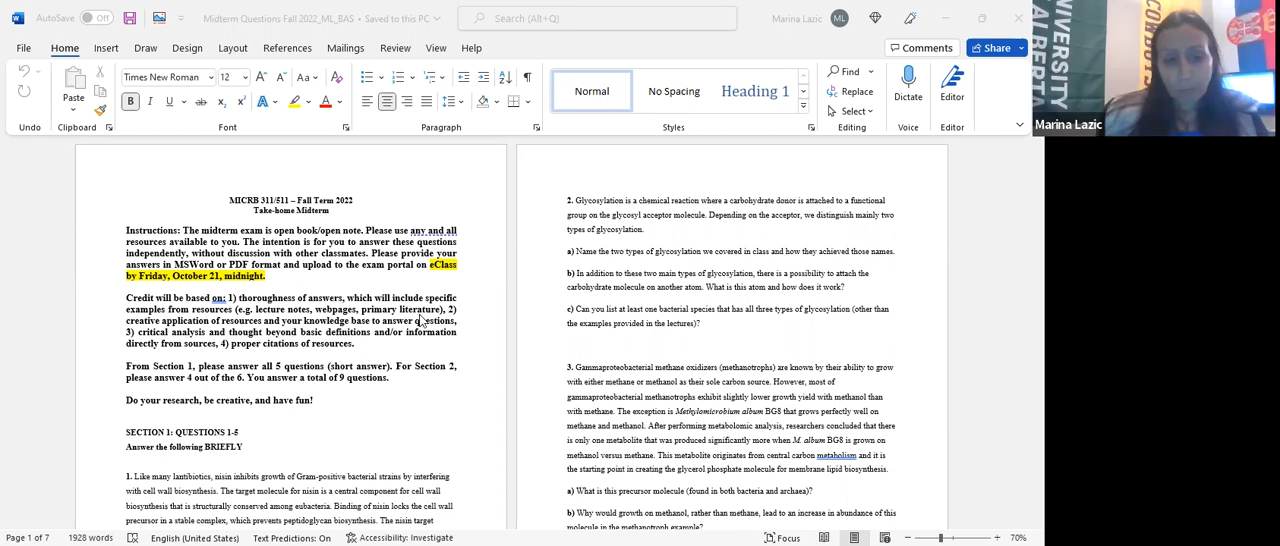 AutoSave Off Midterm Questions Fall 2022_ML_BAS • Saved to this PC Search (Alt+Q) Marina Lazic ML
File Home Insert Draw Design Layout References Mailings Review View Help Comments Share
Times New Roman 12 Aa
Paste
B I U ab x₂ x² A A
Normal
No Spacing
Heading 1
Find
Replace
Select
Dictate
Editor
Undo Clipboard Font Paragraph Styles Editing Voice Editor
UNIVERSITY
ALBERTA
Marina Lazic
MICRB 311/511 – Fall Term 2022
Take-home Midterm
Instructions: The midterm exam is open book/open note. Please use any and all
resources available to you. The intention is for you to answer these questions
independently, without discussion with other classmates. Please provide your
answers in MSWord or PDF format and upload to the exam portal on eClass
by Friday, October 21, midnight.
Credit will be based on: 1) thoroughness of answers, which will include specific
examples from resources (e.g. lecture notes, webpages, primary literature), 2)
creative application of resources and your knowledge base to answer questions,
3) critical analysis and thought beyond basic definitions and/or information
directly from sources, 4) proper citations of resources.
From Section 1, please answer all 5 questions (short answer). For Section 2,
please answer 4 out of the 6. You answer a total of 9 questions.
Do your research, be creative, and have fun!
SECTION 1: QUESTIONS 1-5
Answer the following BRIEFLY
1. Like many lantibiotics, nisin inhibits growth of Gram-positive bacterial strains by interfering
with cell wall biosynthesis. The target molecule for nisin is a central component for cell wall
biosynthesis that is structurally conserved among eubacteria. Binding of nisin locks the cell wall
precursor in a stable complex, which prevents peptidoglycan biosynthesis. The nisin target
2. Glycosylation is a chemical reaction where a carbohydrate donor is attached to a functional
group on the glycosyl acceptor molecule. Depending on the acceptor, we distinguish mainly two
types of glycosylation.
a) Name the two types of glycosylation we covered in class and how they achieved those names.
b) In addition to these two main types of glycosylation, there is a possibility to attach the
carbohydrate molecule on another atom. What is this atom and how does it work?
c) Can you list at least one bacterial species that has all three types of glycosylation (other than
the examples provided in the lectures)?
3. Gammaproteobacterial methane oxidizers (methanotrophs) are known by their ability to grow
with either methane or methanol as their sole carbon source. However, most of
gammaproteobacterial methanotrophs exhibit slightly lower growth yield with methanol than
with methane. The exception is Methylomicrobium album BG8 that grows perfectly well on
methane and methanol. After performing metabolomic analysis, researchers concluded that there
is only one metabolite that was produced significantly more when M. album BG8 is grown on
methanol versus methane. This metabolite originates from central carbon metabolism and it is
the starting point in creating the glycerol phosphate molecule for membrane lipid biosynthesis.
a) What is this precursor molecule (found in both bacteria and archaea)?
b) Why would growth on methanol, rather than methane, lead to an increase in abundance of this
molecule in the methanotroph example?
Page 1 of 7 1928 words English (United States) Text Predictions: On Accessibility: Investigate Focus 70%